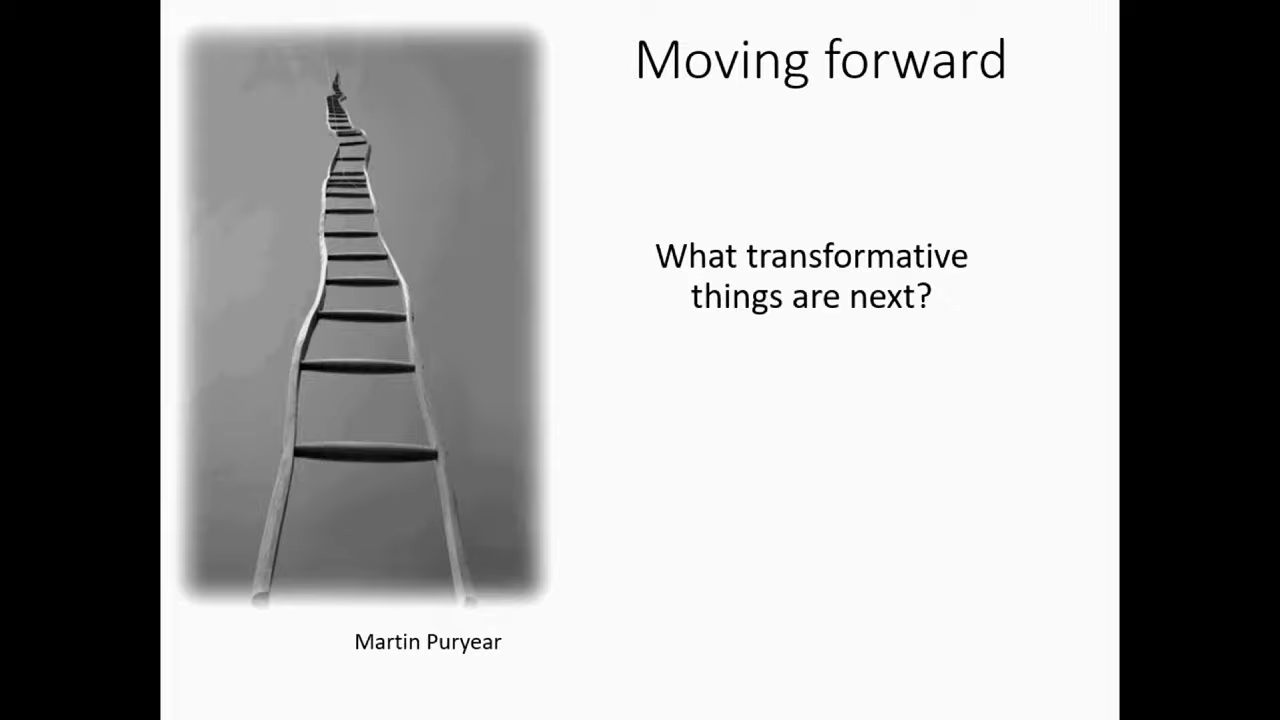 Moving forward
What transformative
things are next?
Martin Puryear